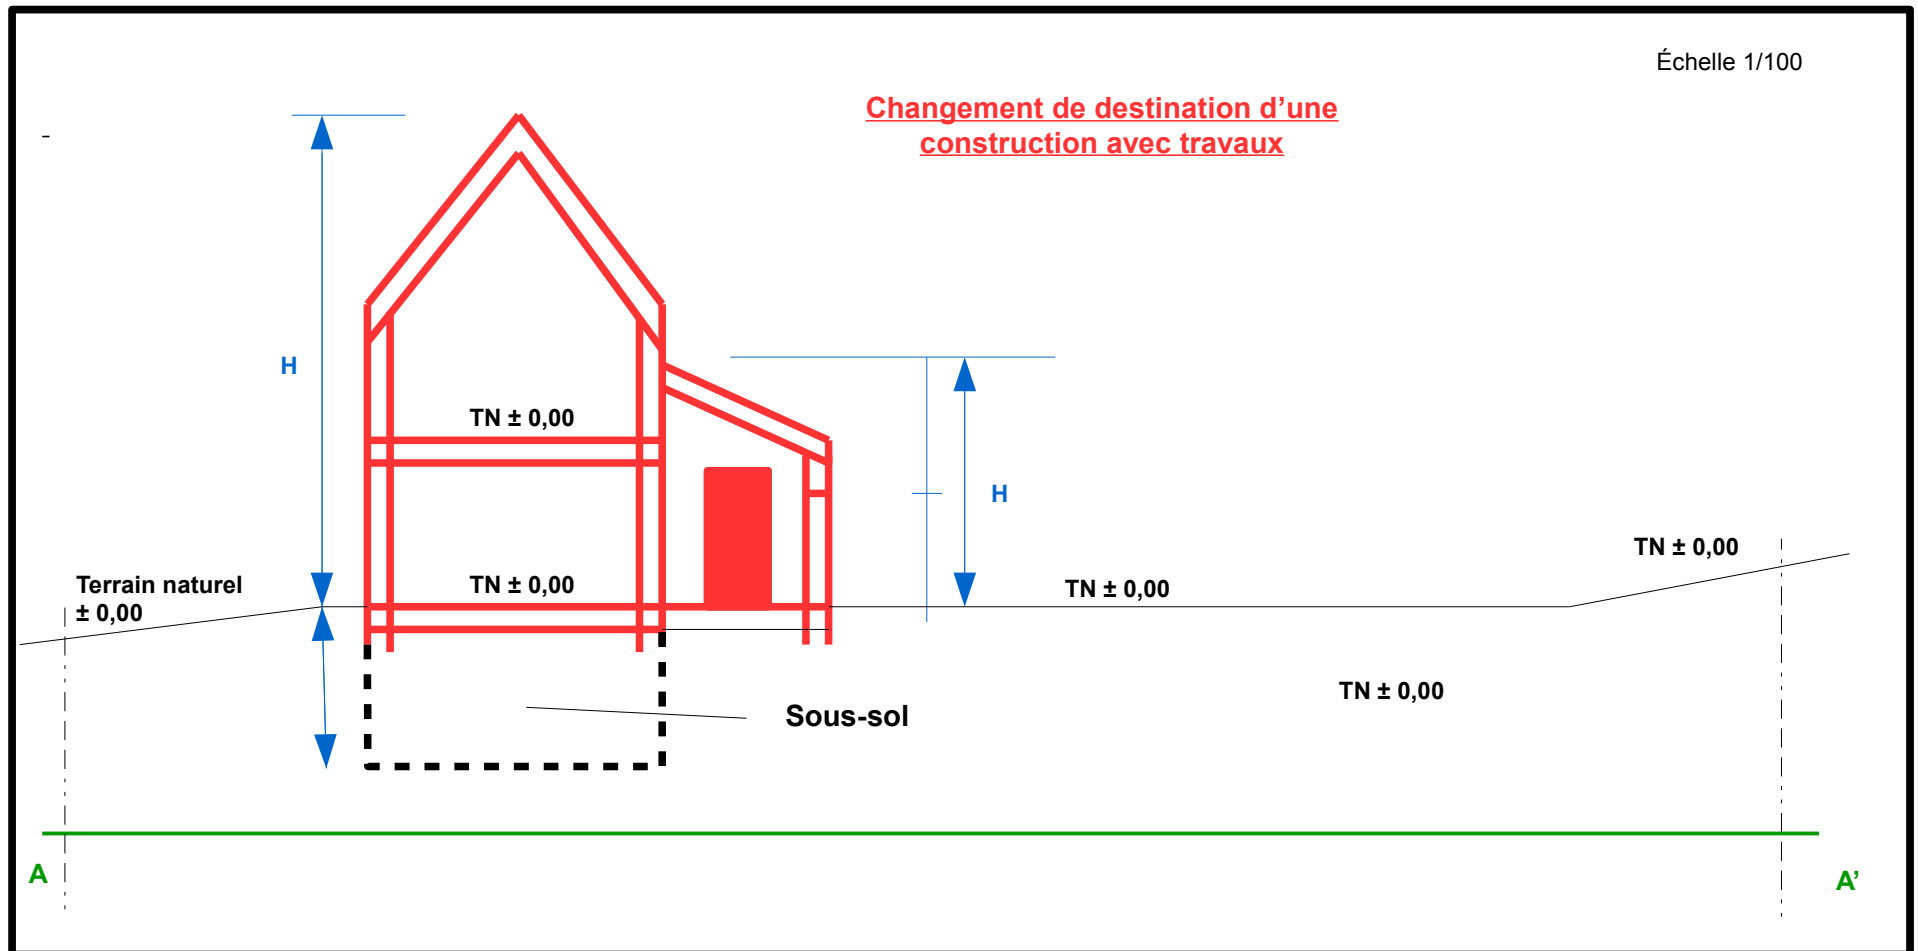 Échelle 1/100
Changement de destination d’une
construction avec travaux
-
H
TN ± 0,00
H
TN ± 0,00
Terrain naturel
± 0,00
TN ± 0,00
TN ± 0,00
TN ± 0,00
Sous-sol
A
A’